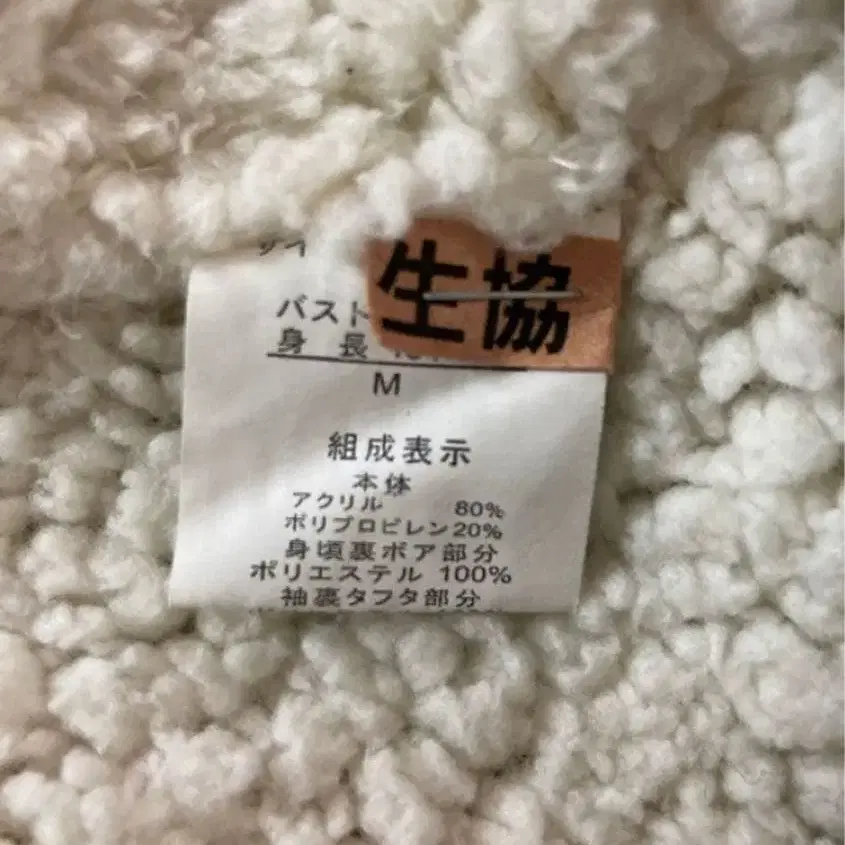 生協
バスト
身 長
M
組成表示
本体
アクリル 80%
ポリプロピレン20%
身頃裏ボア部分
ポリエステル 100%
袖裏タフタ部分